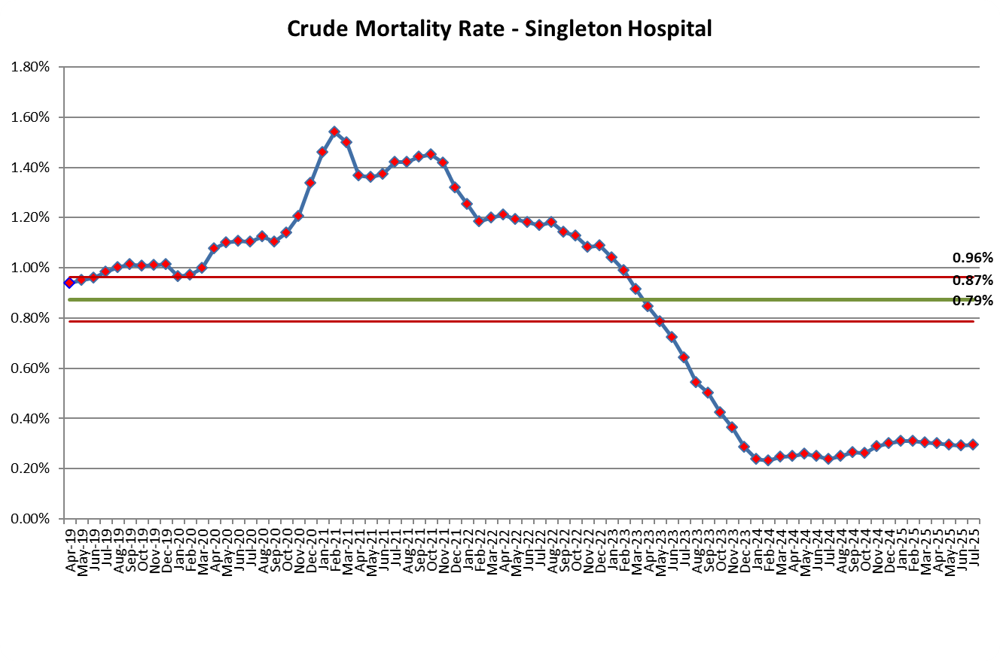 Crude Mortality Rate - Singleton Hospital
1.80%
1.60%
1.40%
1.20%
1.00%
0.80%
0.60%
0.40%
0.20%
0.00%
0.96%
0.87%
0.79%
Apr-19
May-19
Jun-19
Jul-19
Aug-19
Sep-19
Oct-19
Nov-19
Dec-19
Jan-20
Feb-20
Mar-20
Apr-20
May-20
Jun-20
Jul-20
Aug-20
Sep-20
Oct-20
Nov-20
Dec-20
Jan-21
Feb-21
Mar-21
Apr-21
May-21
Jun-21
Jul-21
Aug-21
Sep-21
Oct-21
Nov-21
Dec-21
Jan-22
Feb-22
Mar-22
Apr-22
May-22
Jun-22
Jul-22
Aug-22
Sep-22
Oct-22
Nov-22
Dec-22
Jan-23
Feb-23
Mar-23
Apr-23
May-23
Jun-23
Jul-23
Aug-23
Sep-23
Oct-23
Nov-23
Dec-23
Jan-24
Feb-24
Mar-24
Apr-24
May-24
Jun-24
Jul-24
Aug-24
Sep-24
Oct-24
Nov-24
Dec-24
Jan-25
Feb-25
Mar-25
Apr-25
May-25
Jun-25
Jul-25